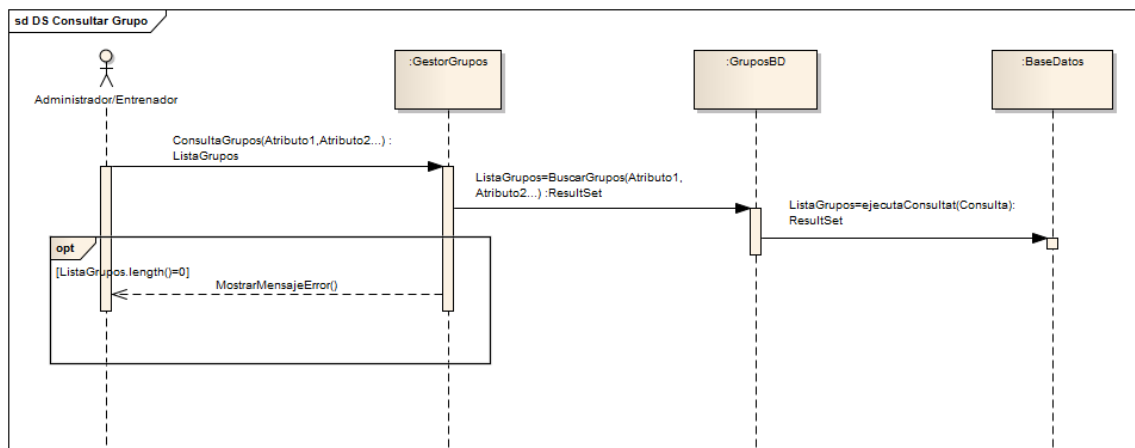 sd DS Consultar Grupo
Administrador/Entrenador
:GestorGrupos
:GruposBD
:BaseDatos
ConsultaGrupos(Atributo1,Atributo2...) :
ListaGrupos
ListaGrupos=BuscarGrupos(Atributo1,
Atributo2...) :ResultSet
ListaGrupos=ejecutaConsultat(Consulta):
ResultSet
opt
[ListaGrupos.length()=0]
MostrarMensajeError()